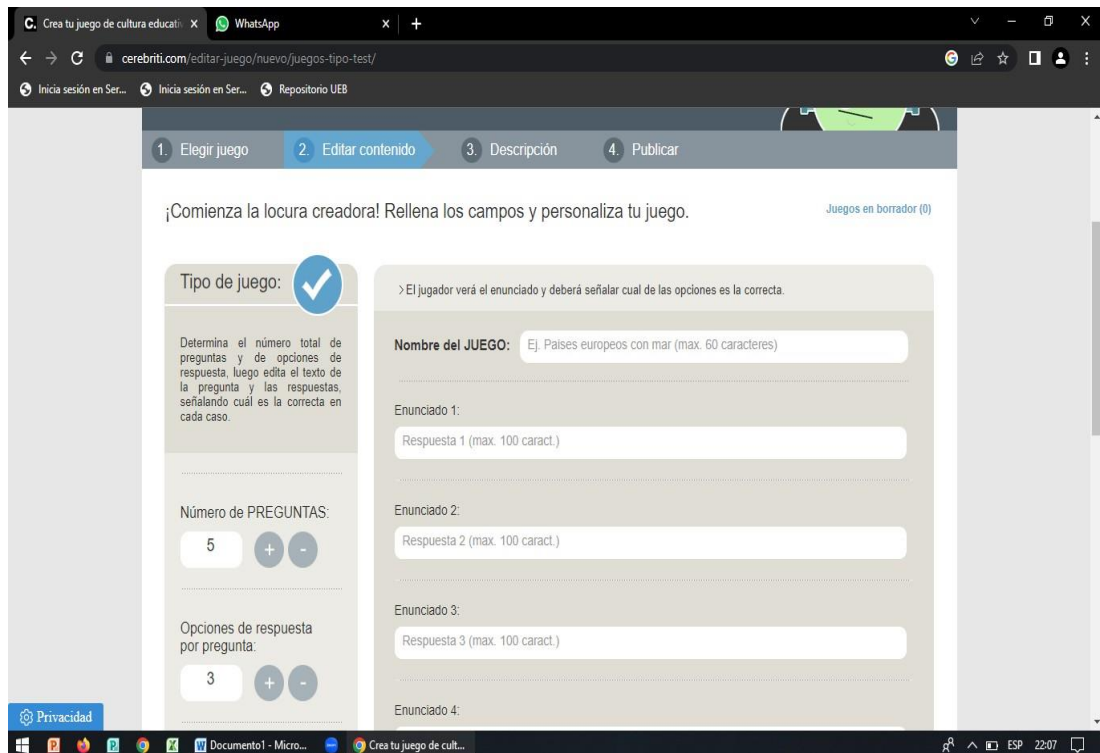 C. Crea tu juego de cultura educati X
WhatsApp X +
cerebriti.com/editar-juego/nuevo/juegos-tipo-test/
Inicia sesión en Ser... Inicia sesión en Ser... Repositorio UEB
1. Elegir juego 2. Editar contenido 3. Descripción 4. Publicar
¡Comienza la locura creadora! Rellena los campos y personaliza tu juego.
Juegos en borrador (0)
Tipo de juego:
Determina el número total de
preguntas y de opciones de
respuesta, luego edita el texto de
la pregunta y las respuestas,
señalando cuál es la correcta en
cada caso.
Número de PREGUNTAS:
5 + -
Opciones de respuesta
por pregunta:
3 + -
> El jugador verá el enunciado y deberá señalar cual de las opciones es la correcta.
Nombre del JUEGO: Ej. Paises europeos con mar (max. 60 caracteres)
Enunciado 1:
Respuesta 1 (max. 100 caract.)
Enunciado 2:
Respuesta 2 (max. 100 caract.)
Enunciado 3:
Respuesta 3 (max. 100 caract.)
Enunciado 4:
Privacidad
Documento1 - Micro... Crea tu juego de cult... ESP 22:07